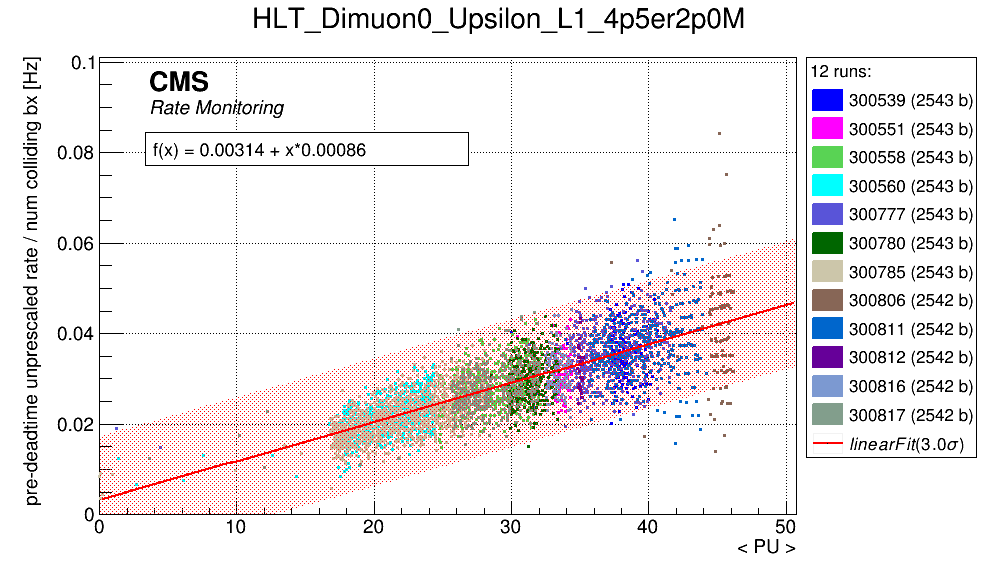 HLT_Dimuon0_Upsilon_L1_4p5er2p0M
pre-deadtime unprescaled rate / num colliding bx [Hz]
0.1
0.08
0.06
0.04
0.02
0
CMS
Rate Monitoring
f(x) = 0.00314 + x*0.00086
0 10 20 30 40 50
< PU >
12 runs:
300539 (2543 b)
300551 (2543 b)
300558 (2543 b)
300560 (2543 b)
300777 (2543 b)
300780 (2543 b)
300785 (2543 b)
300806 (2542 b)
300811 (2542 b)
300812 (2542 b)
300816 (2542 b)
300817 (2542 b)
linearFit(3.0σ)